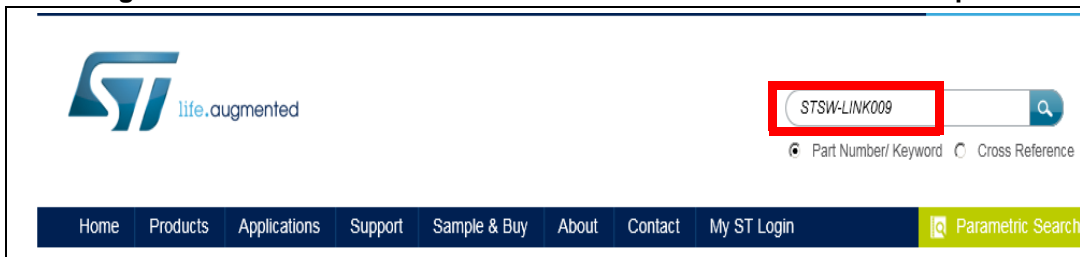 ST life.augmented
STSW-LINK009
Part Number/ Keyword Cross Reference
Home Products Applications Support Sample & Buy About Contact My ST Login Parametric Search